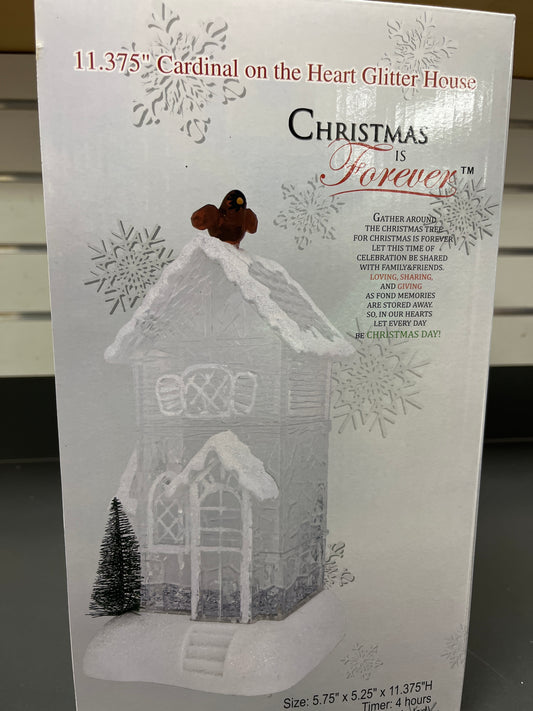 11.375" Cardinal on the Heart Glitter House
CHRISTMAS
IS
Forever™
GATHER AROUND
THE CHRISTMAS TREE
FOR CHRISTMAS IS FOREVER
LET THIS TIME OF
CELEBRATION BE SHARED
WITH FAMILY&FRIENDS.
LOVING, SHARING,
AND GIVING
AS FOND MEMORIES
ARE STORED AWAY.
SO, IN OUR HEARTS
LET EVERY DAY
BE CHRISTMAS DAY!
Size: 5.75" x 5.25" x 11.375"H
Timer: 4 hours